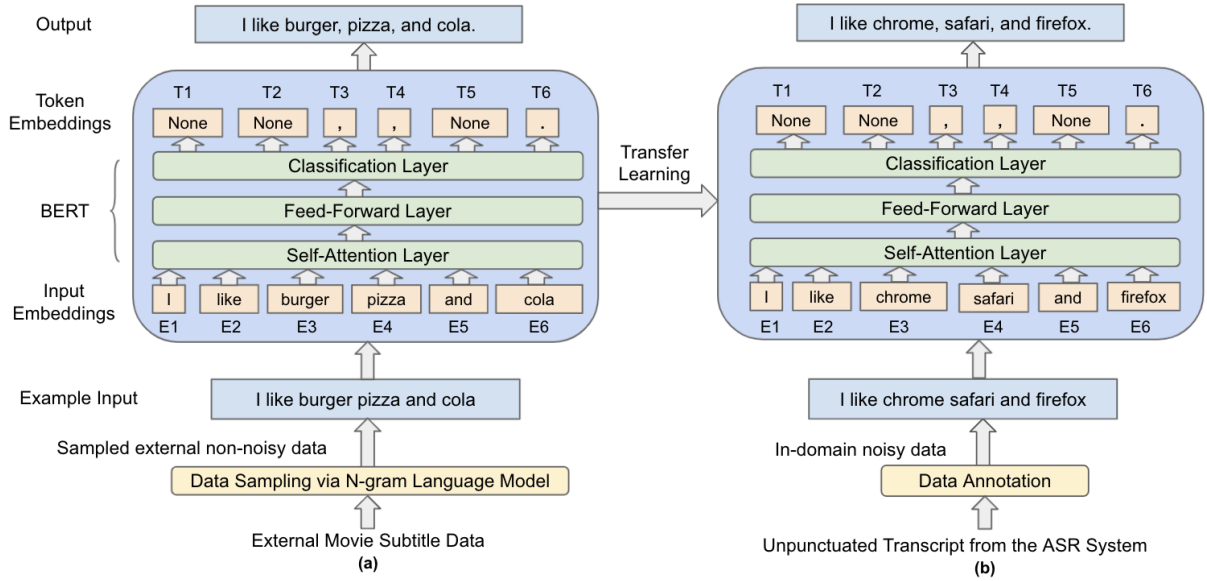 Output
I like burger, pizza, and cola.
I like chrome, safari, and firefox.
Token
Embeddings
T1 T2 T3 T4 T5 T6
None None , , None .
Classification Layer
BERT
Feed-Forward Layer
Self-Attention Layer
Input
Embeddings
I like burger pizza and cola
E1 E2 E3 E4 E5 E6
Transfer
Learning
T1 T2 T3 T4 T5 T6
None None , , None .
Classification Layer
Feed-Forward Layer
Self-Attention Layer
I like chrome safari and firefox
E1 E2 E3 E4 E5 E6
Example Input
I like burger pizza and cola
Sampled external non-noisy data
Data Sampling via N-gram Language Model
External Movie Subtitle Data
(a)
I like chrome safari and firefox
In-domain noisy data
Data Annotation
Unpunctuated Transcript from the ASR System
(b)